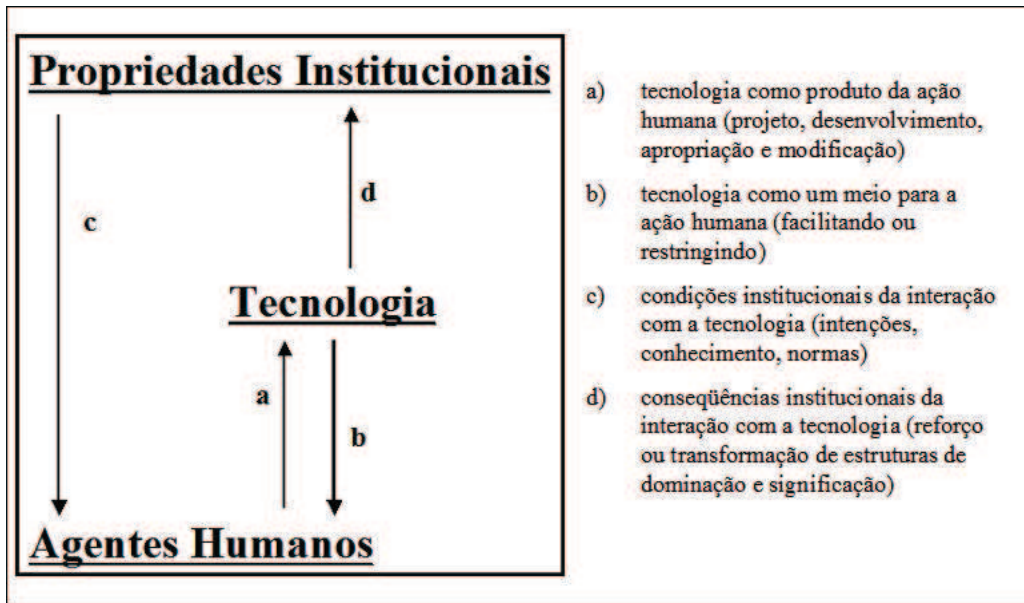 Propriedades Institucionais
c
d
Tecnologia
a
b
Agentes Humanos
a) tecnologia como produto da ação
humana (projeto, desenvolvimento,
apropriação e modificação)
b) tecnologia como um meio para a
ação humana (facilitando ou
restringindo)
c) condições institucionais da interação
com a tecnologia (intenções,
conhecimento, normas)
d) conseqüências institucionais da
interação com a tecnologia (reforço
ou transformação de estruturas de
dominação e significação)